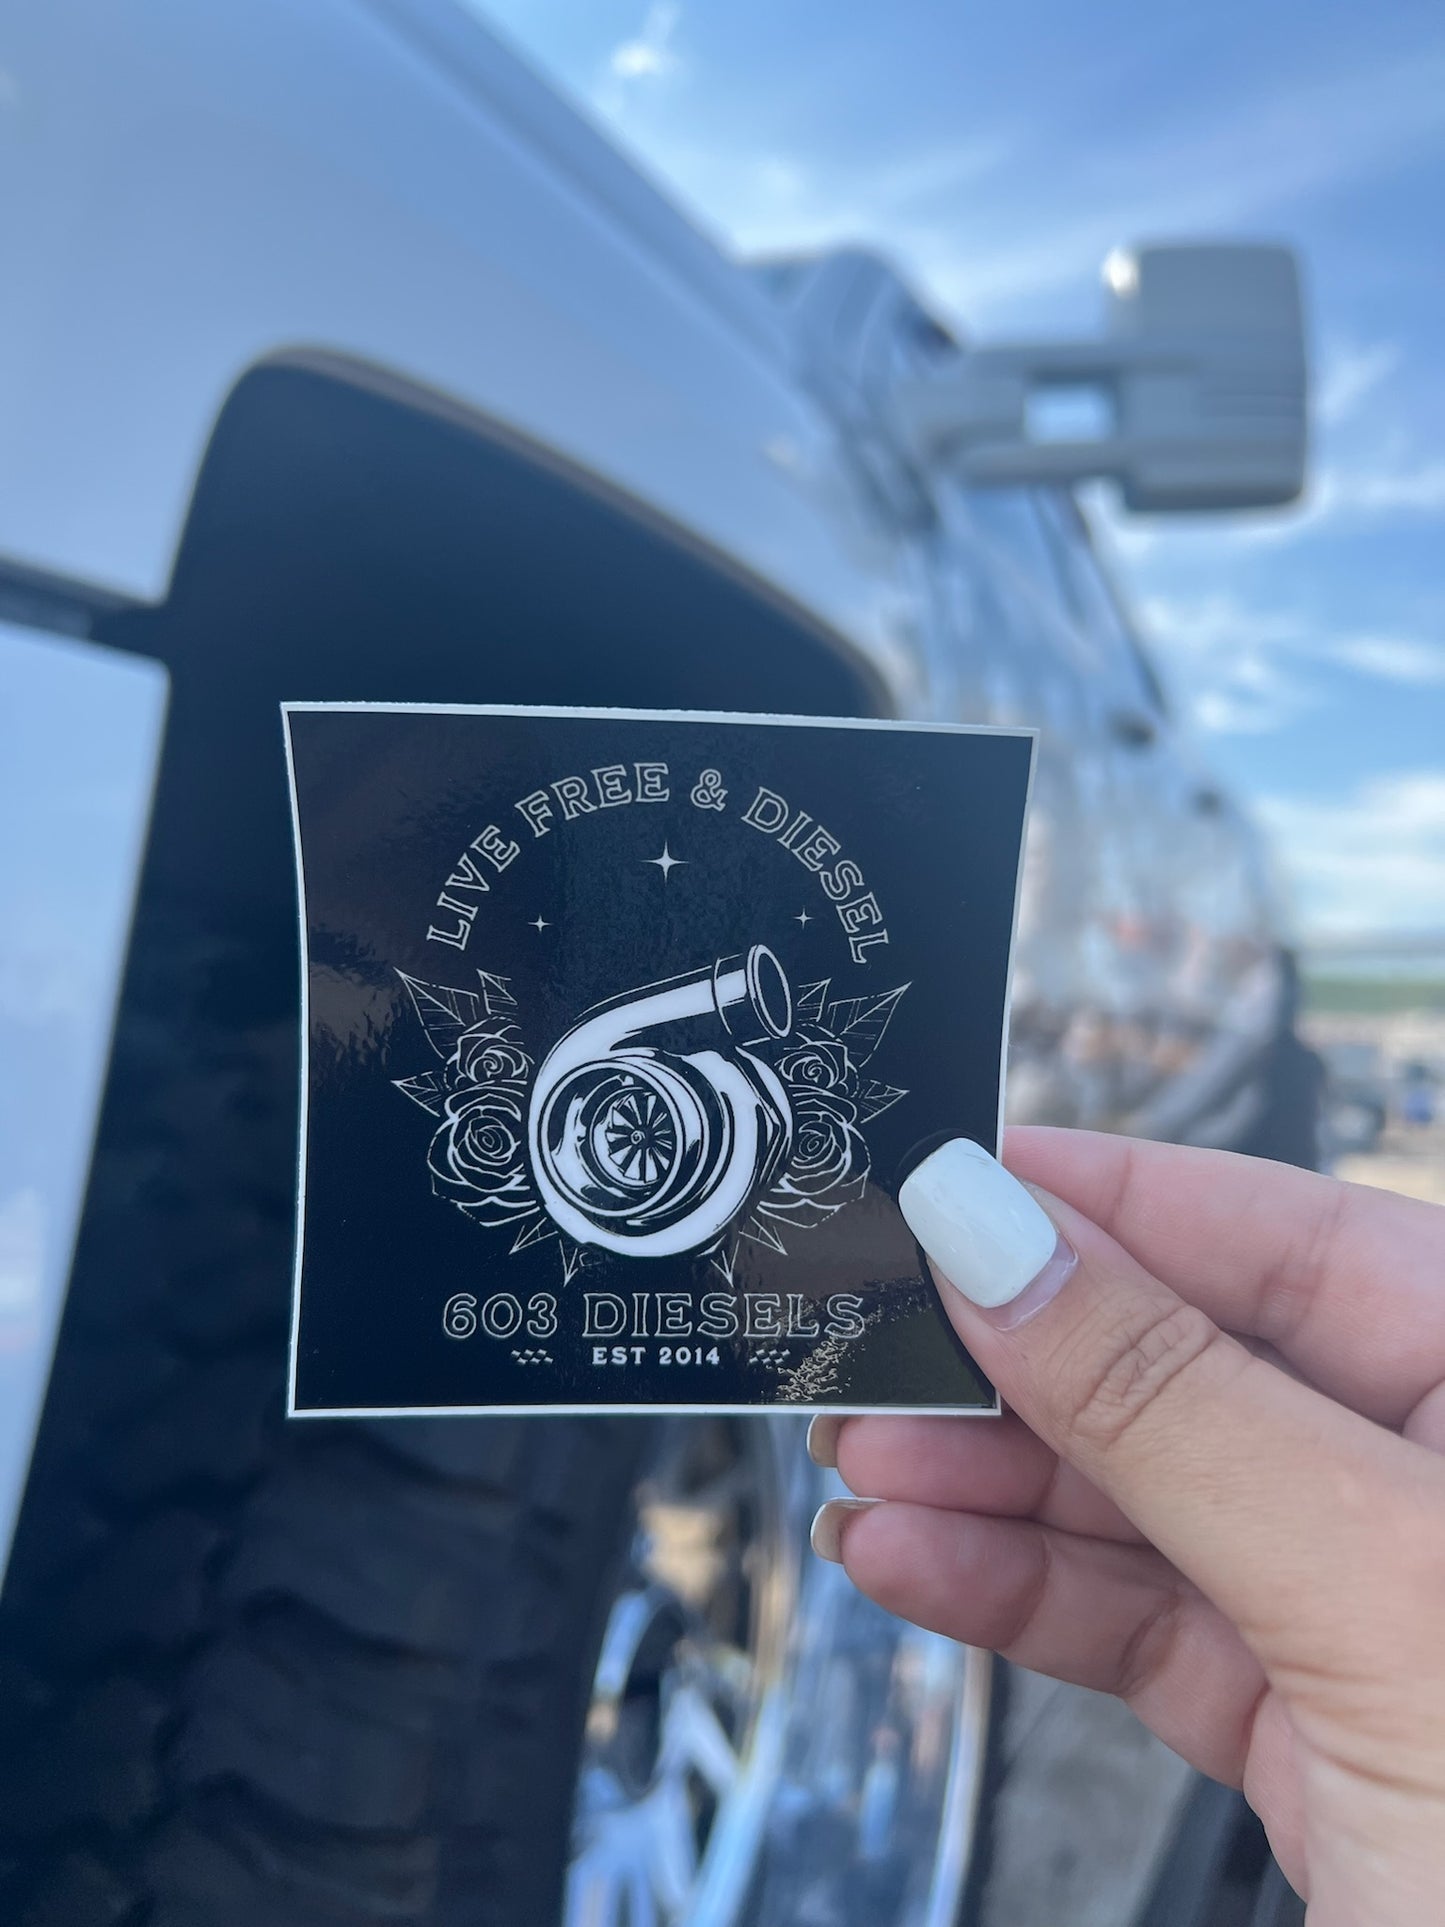 LIVE FREE & DIESEL
603 DIESELS
EST 2014